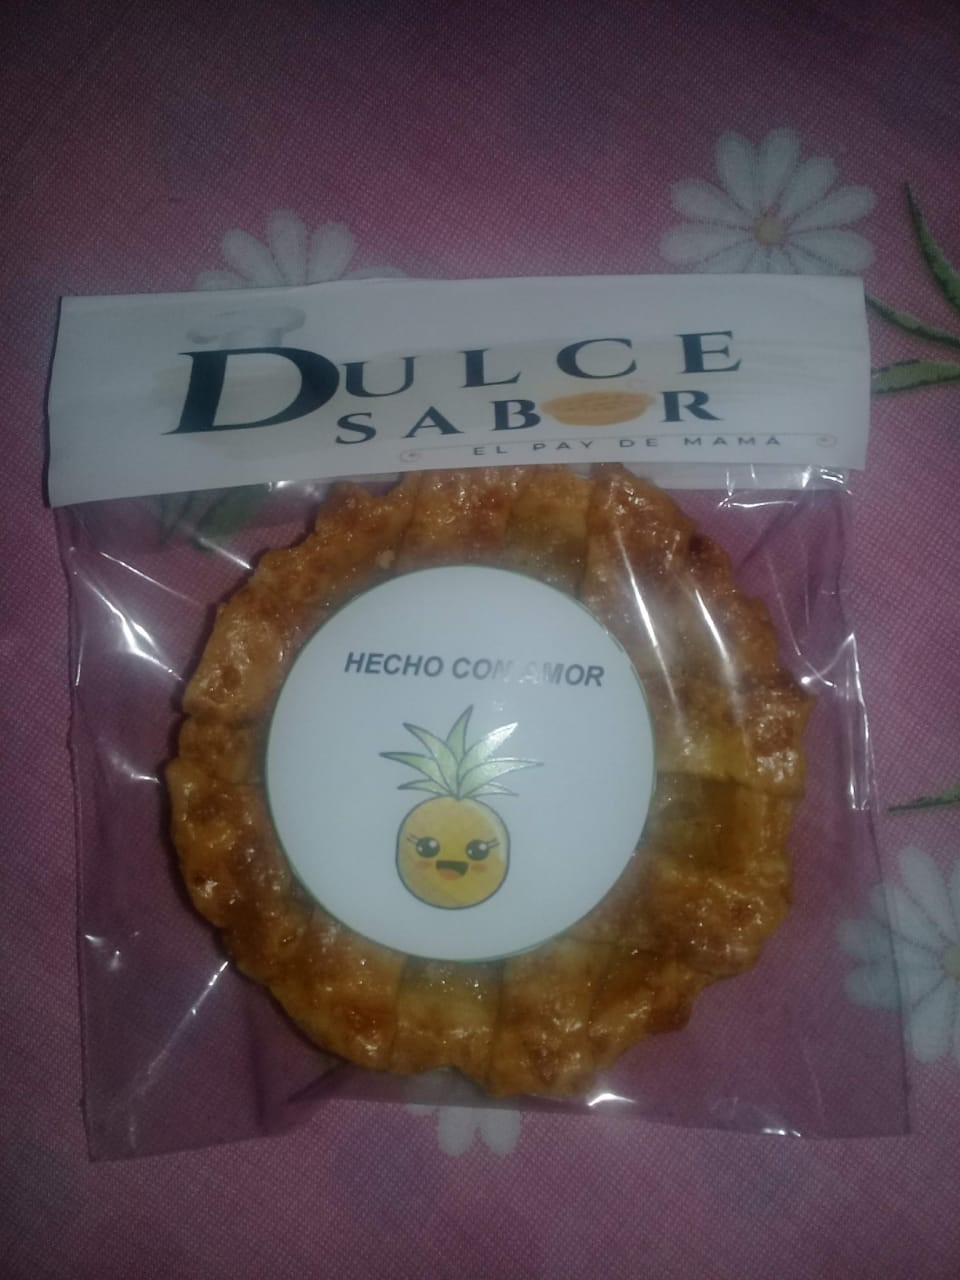 DULCE
SABOR
EL PAY DE MAMÁ
HECHO CON AMOR